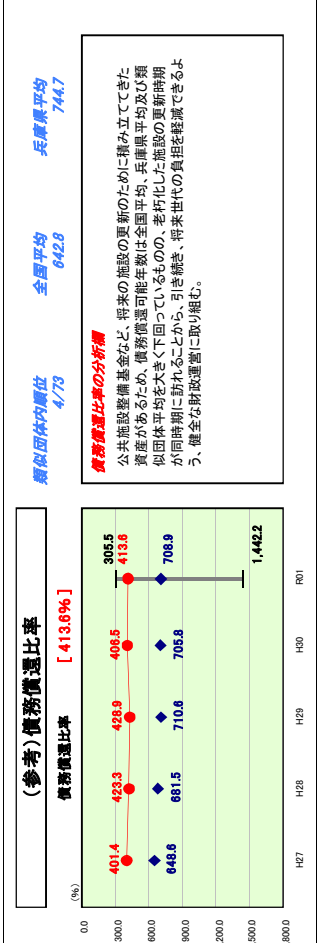 (参考)債務償還比率
債務償還比率
[ 413.6% ]
(%)
0.0
300.0
600.0
900.0
1,200.0
1,500.0
1,800.0
401.4
423.3
428.9
406.5
305.5
413.6
648.6
681.5
710.6
705.8
708.9
1,442.2
H27
H28
H29
H30
R01
類似団体内順位
4/73
全国平均
642.8
兵庫県平均
744.7
債務償還比率の分析欄
公共施設整備基金など、将来の施設の更新のために積み立ててきた
資産があるため、債務償還可能年数は全国平均、兵庫県平均及び類
似団体平均を大きく下回っているものの、老朽化した施設の更新時期
が同時期に訪れることから、引き続き、将来世代の負担を軽減できるよ
う、健全な財政運営に取り組む。